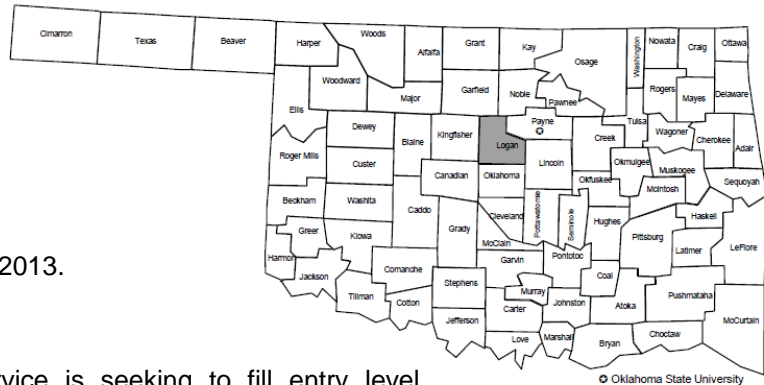 Cimarron Texas Beaver Harper Woods Alfalfa Grant Kay Osage Washington Nowata Craig Ottawa
Woodward Major Garfield Noble Pawnee Rogers Mayes Delaware
Ellis Dewey Blaine Kingfisher Logan Payne Creek Tulsa Wagoner Cherokee Adair
Roger Mills Custer Canadian Oklahoma Lincoln Okfuskee Okmulgee Muskogee Sequoyah
Beckham Washita Caddo Grady Cleveland Pottawatomie Seminole Hughes McIntosh Haskell
Greer Kiowa McClain Pittsburg Latimer LeFlore
Harmon Jackson Comanche Garvin Pontotoc Coal
2013.
Tillman Cotton Stephens Murray Johnston Atoka Pushmataha McCurtain
Jefferson Carter Love Marshall Bryan Choctaw
vice is seeking to fill entry level
Oklahoma State University